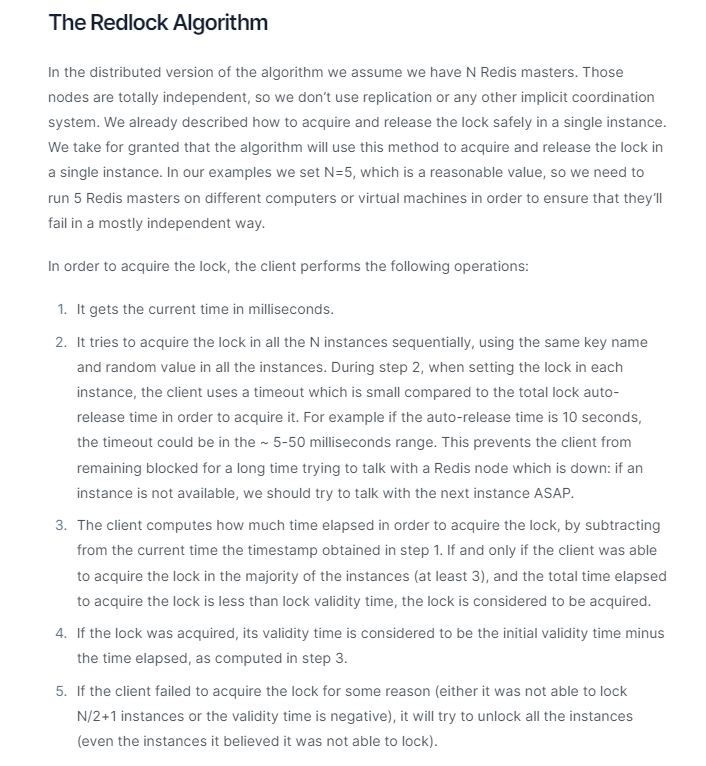 The Redlock Algorithm
In the distributed version of the algorithm we assume we have N Redis masters. Those
nodes are totally independent, so we don’t use replication or any other implicit coordination
system. We already described how to acquire and release the lock safely in a single instance.
We take for granted that the algorithm will use this method to acquire and release the lock in
a single instance. In our examples we set N=5, which is a reasonable value, so we need to
run 5 Redis masters on different computers or virtual machines in order to ensure that they’ll
fail in a mostly independent way.
In order to acquire the lock, the client performs the following operations:
1. It gets the current time in milliseconds.
2. It tries to acquire the lock in all the N instances sequentially, using the same key name
and random value in all the instances. During step 2, when setting the lock in each
instance, the client uses a timeout which is small compared to the total lock auto-
release time in order to acquire it. For example if the auto-release time is 10 seconds,
the timeout could be in the ~ 5-50 milliseconds range. This prevents the client from
remaining blocked for a long time trying to talk with a Redis node which is down: if an
instance is not available, we should try to talk with the next instance ASAP.
3. The client computes how much time elapsed in order to acquire the lock, by subtracting
from the current time the timestamp obtained in step 1. If and only if the client was able
to acquire the lock in the majority of the instances (at least 3), and the total time elapsed
to acquire the lock is less than lock validity time, the lock is considered to be acquired.
4. If the lock was acquired, its validity time is considered to be the initial validity time minus
the time elapsed, as computed in step 3.
5. If the client failed to acquire the lock for some reason (either it was not able to lock
N/2+1 instances or the validity time is negative), it will try to unlock all the instances
(even the instances it believed it was not able to lock).